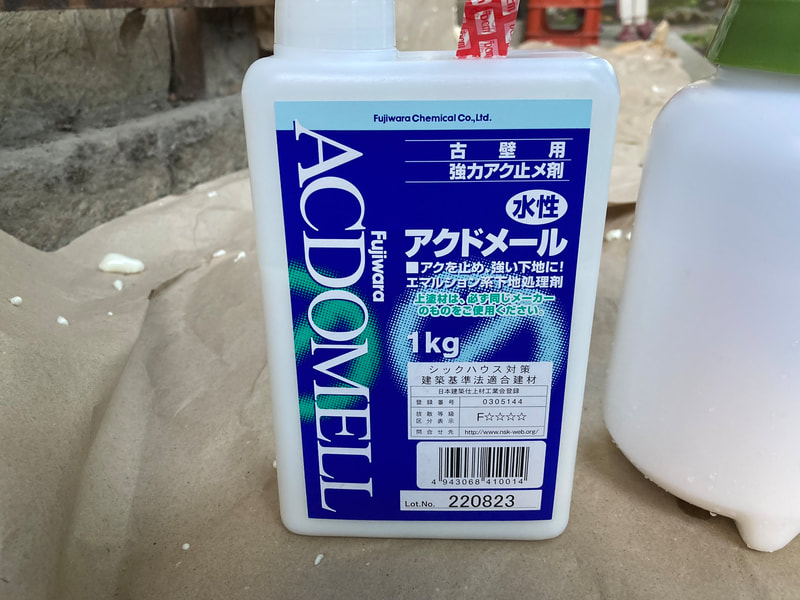 Fujiwara Chemical Co.,Ltd.
古壁用
強力アク止メ剤
水性
アクドメール
■アクを止め、強い下地に!
エマルション系下地処理剤
上塗材は、必ず同じメーカー
のものをご使用ください。
1kg
ACDOMELL
Fujiwara
シックハウス対策
建築基準法適合建材
日本建築仕上材工業会登録
登録番号 0305144
放散等級
区分表示 F☆☆☆☆
問合せ先 http://www.nsk-web.org/
4 943068 410014
Lot.No. 220823